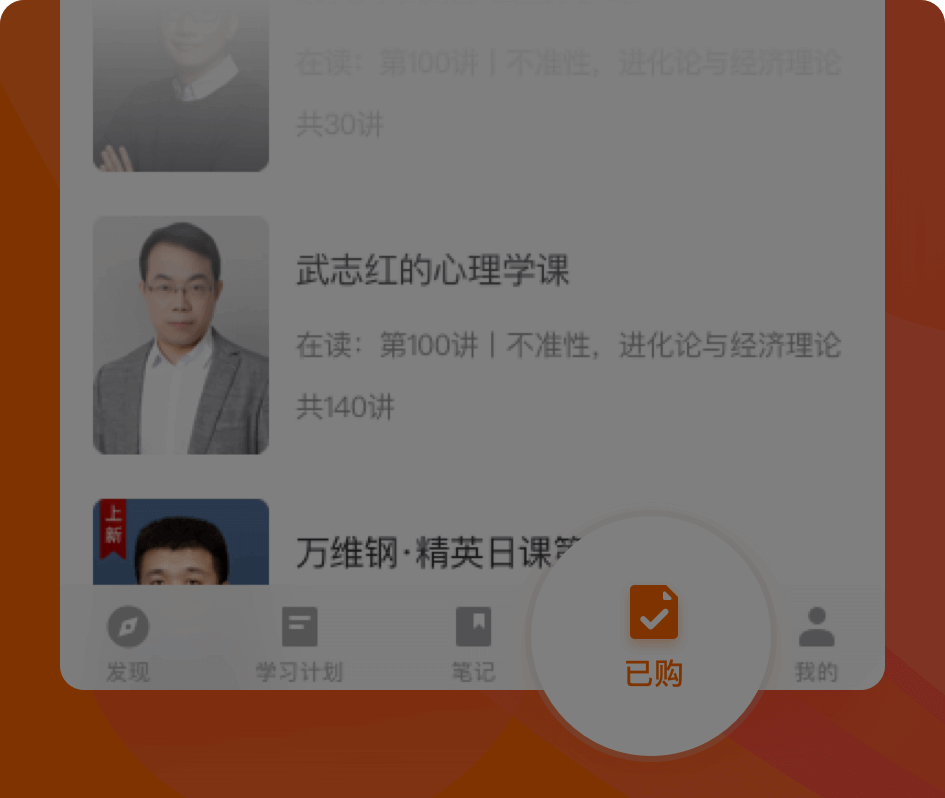 在读：第100讲丨不准性，进化论与经济理论
共30讲
武志红的心理学课
在读：第100讲丨不准性，进化论与经济理论
共140讲
上新
万维钢·精英日课
发现
学习计划
笔记
已购
我的